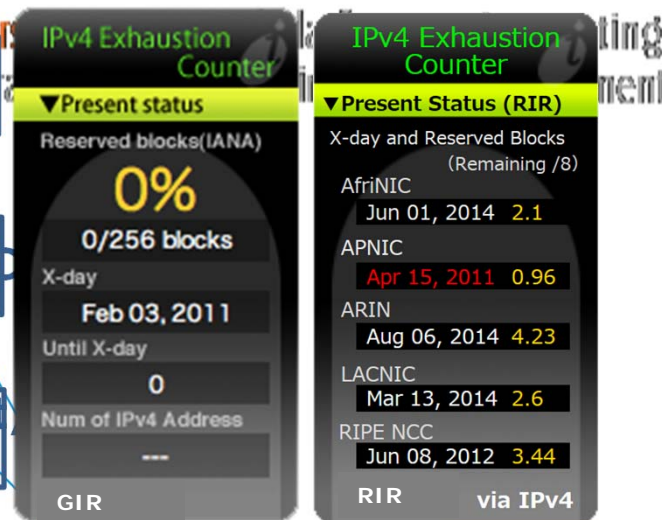 IPv4 Exhaustion
Counter
▼Present status
Reserved blocks(IANA)
0%
0/256 blocks
X-day
Feb 03, 2011
Until X-day
0
Num of IPv4 Address
---
GIR
IPv4 Exhaustion
Counter
▼Present Status (RIR)
X-day and Reserved Blocks
(Remaining /8)
AfriNIC
Jun 01, 2014 2.1
APNIC
Apr 15, 2011 0.96
ARIN
Aug 06, 2014 4.23
LACNIC
Mar 13, 2014 2.6
RIPE NCC
Jun 08, 2012 3.44
RIR via IPv4